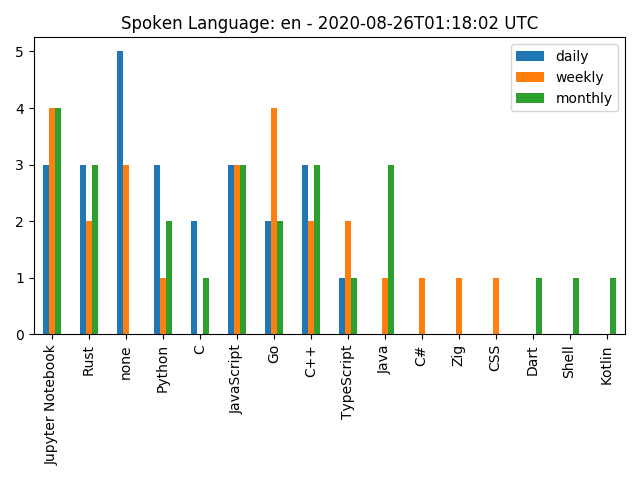 Spoken Language: en - 2020-08-26T01:18:02 UTC
daily
weekly
monthly
5
4
3
2
1
0
Jupyter Notebook
Rust
none
Python
C
JavaScript
Go
C++
TypeScript
Java
C#
Zig
CSS
Dart
Shell
Kotlin